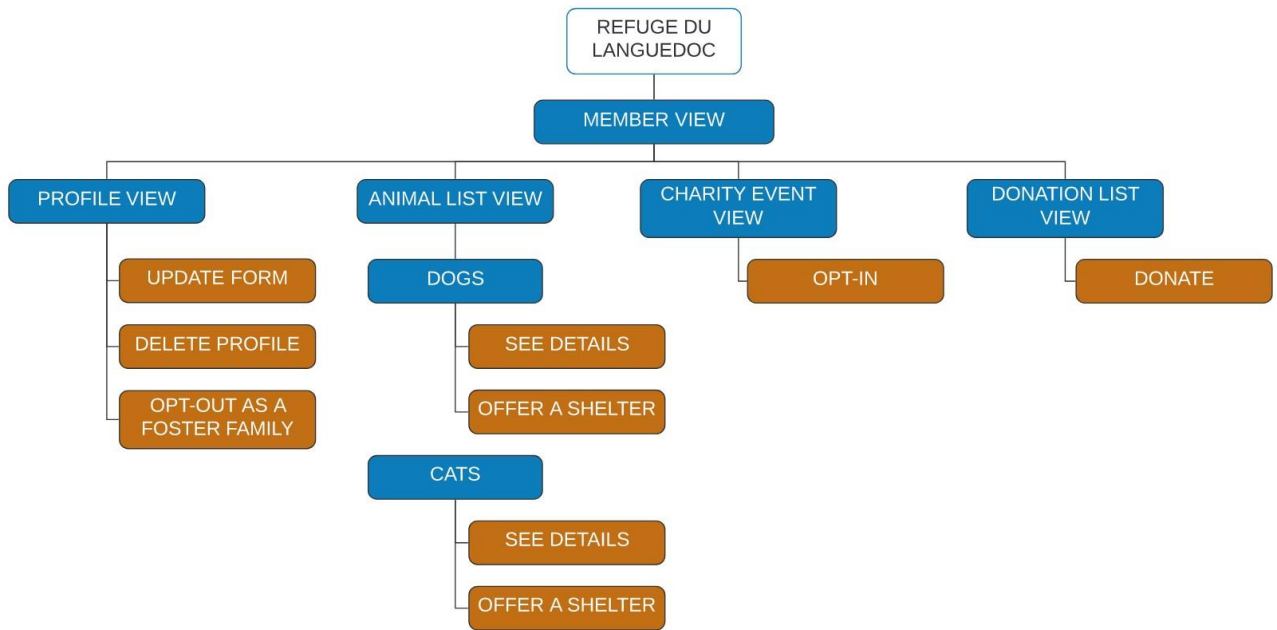 REFUGE DU
LANGUEDOC
MEMBER VIEW
PROFILE VIEW
UPDATE FORM
DELETE PROFILE
OPT-OUT AS A
FOSTER FAMILY
ANIMAL LIST VIEW
DOGS
SEE DETAILS
OFFER A SHELTER
CATS
SEE DETAILS
OFFER A SHELTER
CHARITY EVENT
VIEW
OPT-IN
DONATION LIST
VIEW
DONATE